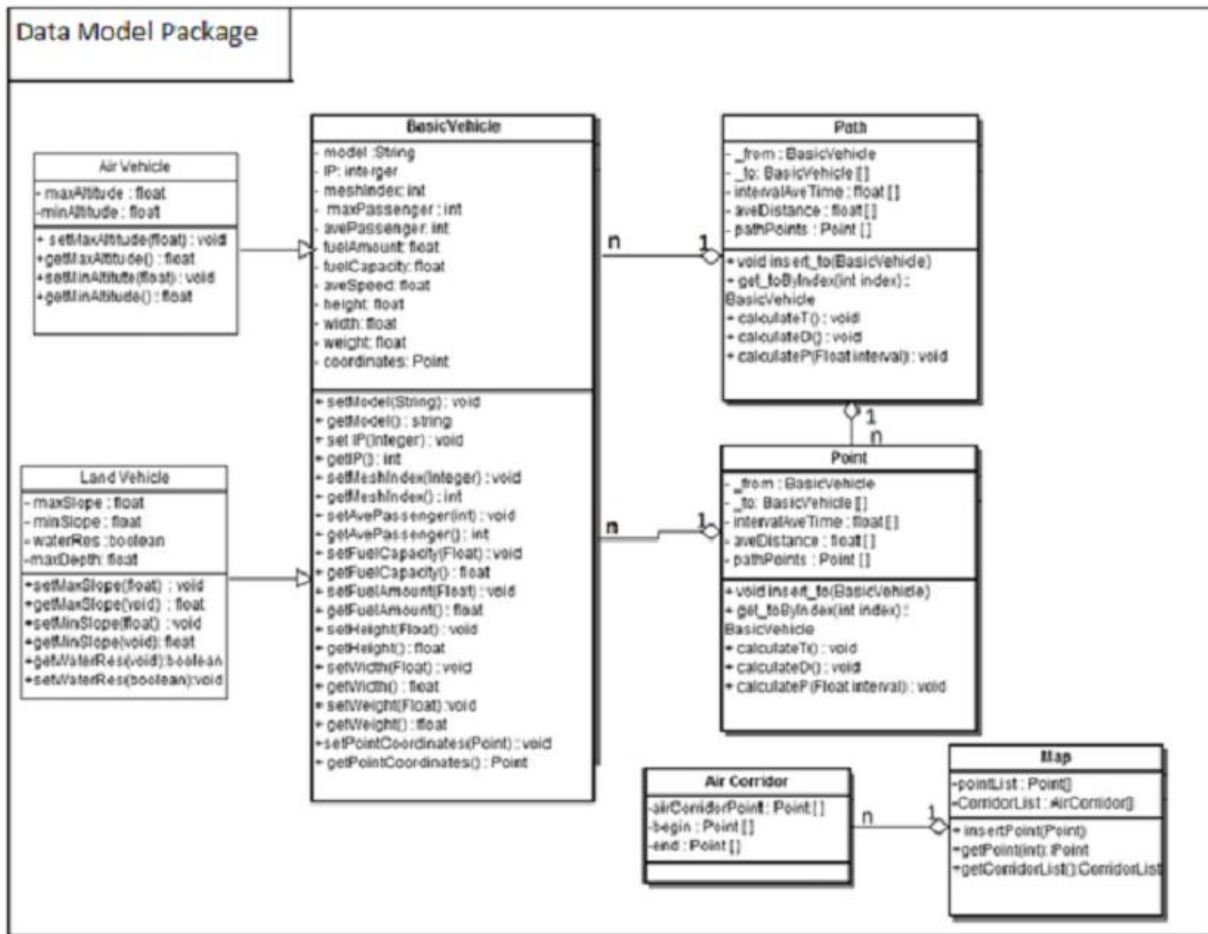 Data Model Package
Air Vehicle
- maxAltitude : float
-minAltitude : float
+ setMaxAltitude(float) : void
+getMaxAltitude() : float
+setMinAltitute(float) : void
+getMinAltitude() : float
Land Vehicle
- maxSlope : float
- minSlope : float
- waterRes :boolean
-maxDepth: float
+setMaxSlope(float) : void
+getMaxSlope(void) : float
+setMinSlope(float) : void
+getMinSlope(void): float
+getWaterRes(void):boolean
+setWaterRes(boolean):void
BasicVehicle
- model :String
- IP: interger
- meshIndex: int
- maxPassenger : int
- avePassenger: int
fuelAmount: float
- fuelCapacity: float
- aveSpeed: float
- height: float
- width: float
- weight: float
- coordinates: Point
+ setModel(String) : void
+ getModel() : string
+ set IP(Integer) : void
+ getIP() : int
+ setMeshIndex(Integer) : void
+ getMeshIndex() : int
+ setAvePassenger(int) : void
+ getAvePassenger() : int
+ setFuelCapacity(Float) : void
+ getFuelCapacity() : float
+ setFuelAmount(Float) : void
+ getFuelAmount() : float
+ setHeight(Float) : void
+ getHeight() : float
+ setWidth(Float) : void
+ getWidth() : float
+ setWeight(Float) :void
+ getWeight() : float
+setPointCoordinates(Point) : void
+ getPointCoordinates() : Point
n
1
n
1
Path
- _from : BasicVehicle
- _to: BasicVehicle []
- intervalAveTime : float []
- aveDistance : float[]
- pathPoints : Point []
+ void insert_to(BasicVehicle)
+ get_toByIndex(int index) :
BasicVehicle
+ calculateT() : void
+ calculateD() : void
+ calculateP(Float interval) : void
1
n
Point
- _from : BasicVehicle
- _to: BasicVehicle []
- intervalAveTime : float []
- aveDistance : float[]
- pathPoints : Point []
+ void insert_to(BasicVehicle)
+ get_toByIndex(int index) :
BasicVehicle
+ calculateT() : void
+ calculateD() : void
+ calculateP(Float interval) : void
Air Corridor
-airCorridorPoint : Point []
-begin : Point []
-end : Point []
n
1
Map
-pointList : Point[]
-CorridorList : AirCorridor[]
+ insertPoint(Point)
+getPoint(int): Point
+getCorridorList():CorridorList